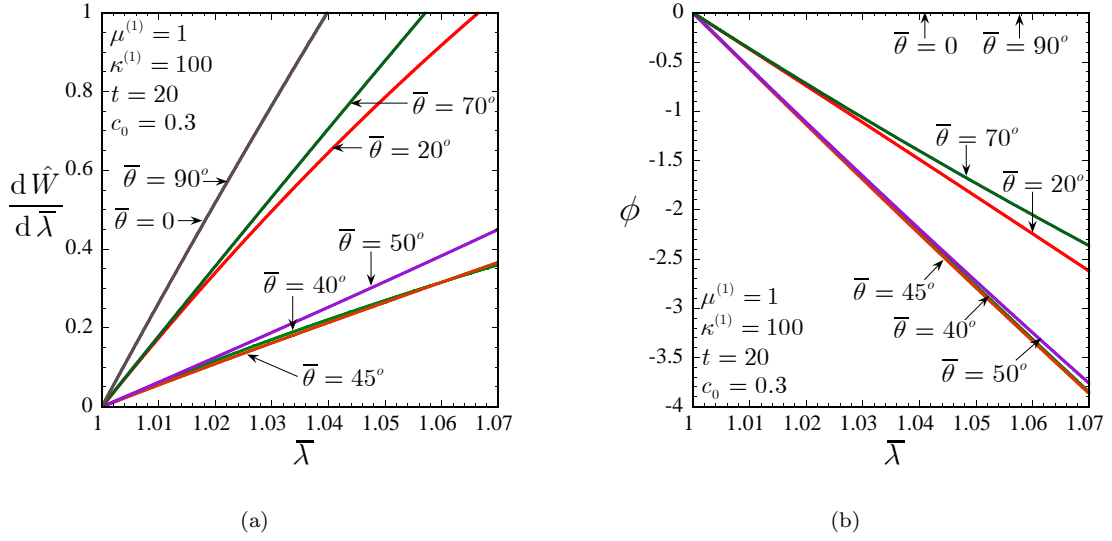 1
μ⁽¹⁾ = 1
κ⁽¹⁾ = 100
t = 20
c₀ = 0.3
0.8
0.6
0.4
0.2
0
d Ŵ
d λ̄
θ̄ = 70°
θ̄ = 20°
θ̄ = 90°
θ̄ = 0
θ̄ = 50°
θ̄ = 40°
θ̄ = 45°
1 1.01 1.02 1.03 1.04 1.05 1.06 1.07
λ̄
(a)
0
-0.5
-1
-1.5
-2
-2.5
-3
-3.5
-4
ϕ
θ̄ = 0 θ̄ = 90°
θ̄ = 70°
θ̄ = 20°
θ̄ = 45°
θ̄ = 40°
θ̄ = 50°
μ⁽¹⁾ = 1
κ⁽¹⁾ = 100
t = 20
c₀ = 0.3
1 1.01 1.02 1.03 1.04 1.05 1.06 1.07
λ̄
(b)